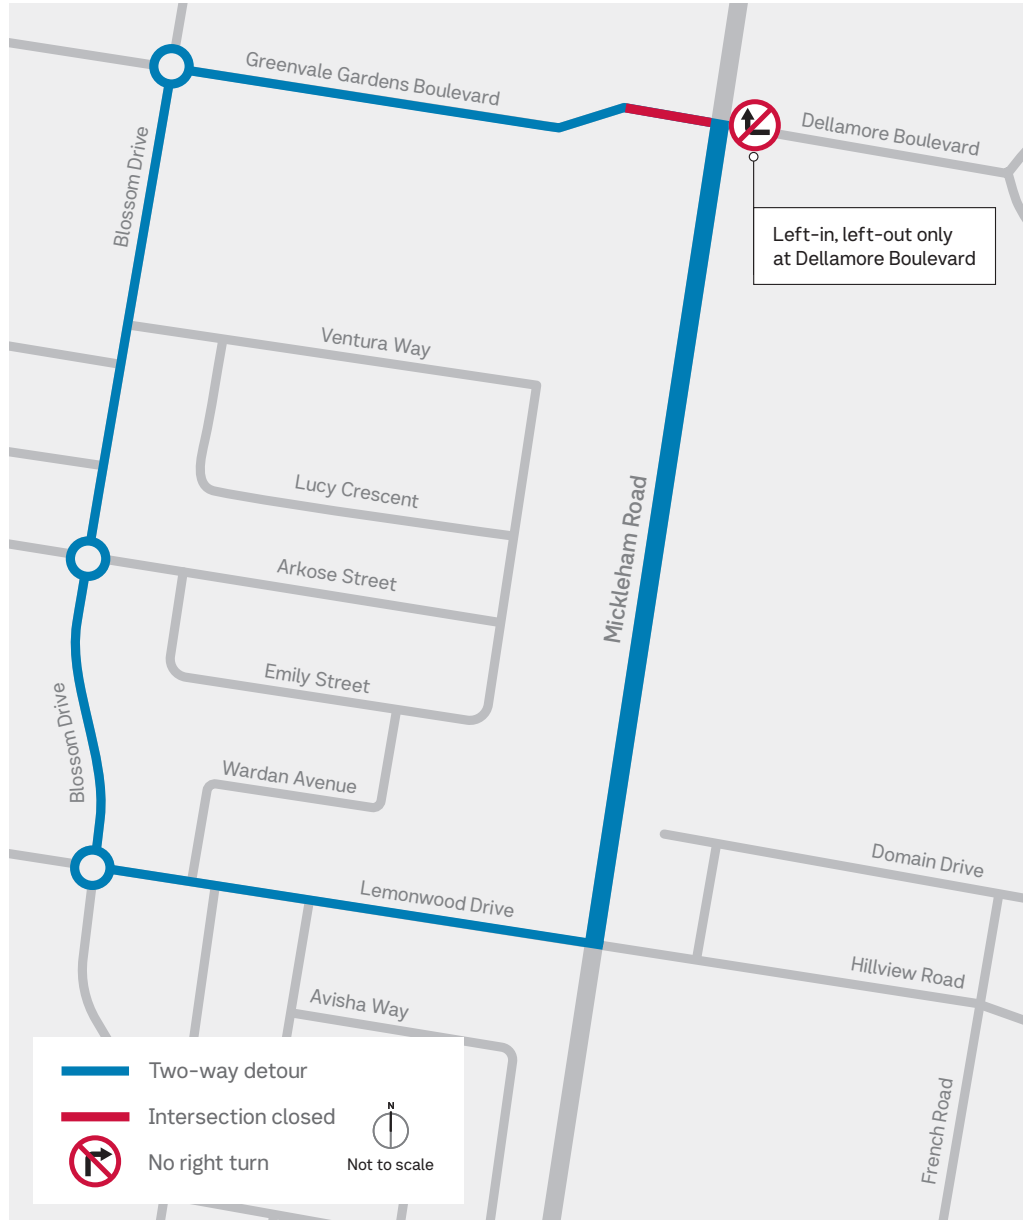 Greenvale Gardens Boulevard
Dellamore Boulevard
Blossom Drive
Left-in, left-out only
at Dellamore Boulevard
Ventura Way
Lucy Crescent
Mickleham Road
Arkose Street
Emily Street
Blossom Drive
Wardan Avenue
Domain Drive
Lemonwood Drive
Hillview Road
Avisha Way
French Road
Two-way detour
Intersection closed
No right turn
N
Not to scale